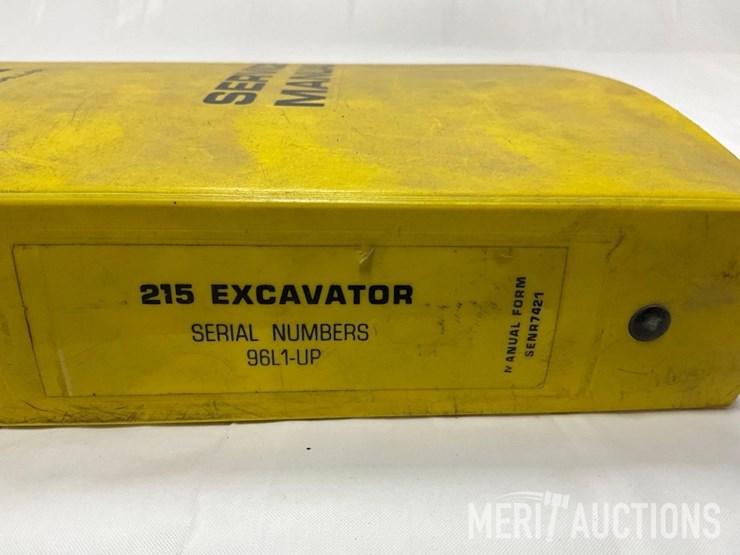 SERVICE
MANUAL
215 EXCAVATOR
SERIAL NUMBERS
96L1-UP
MANUAL FORM
SENR7421
MERIT AUCTIONS